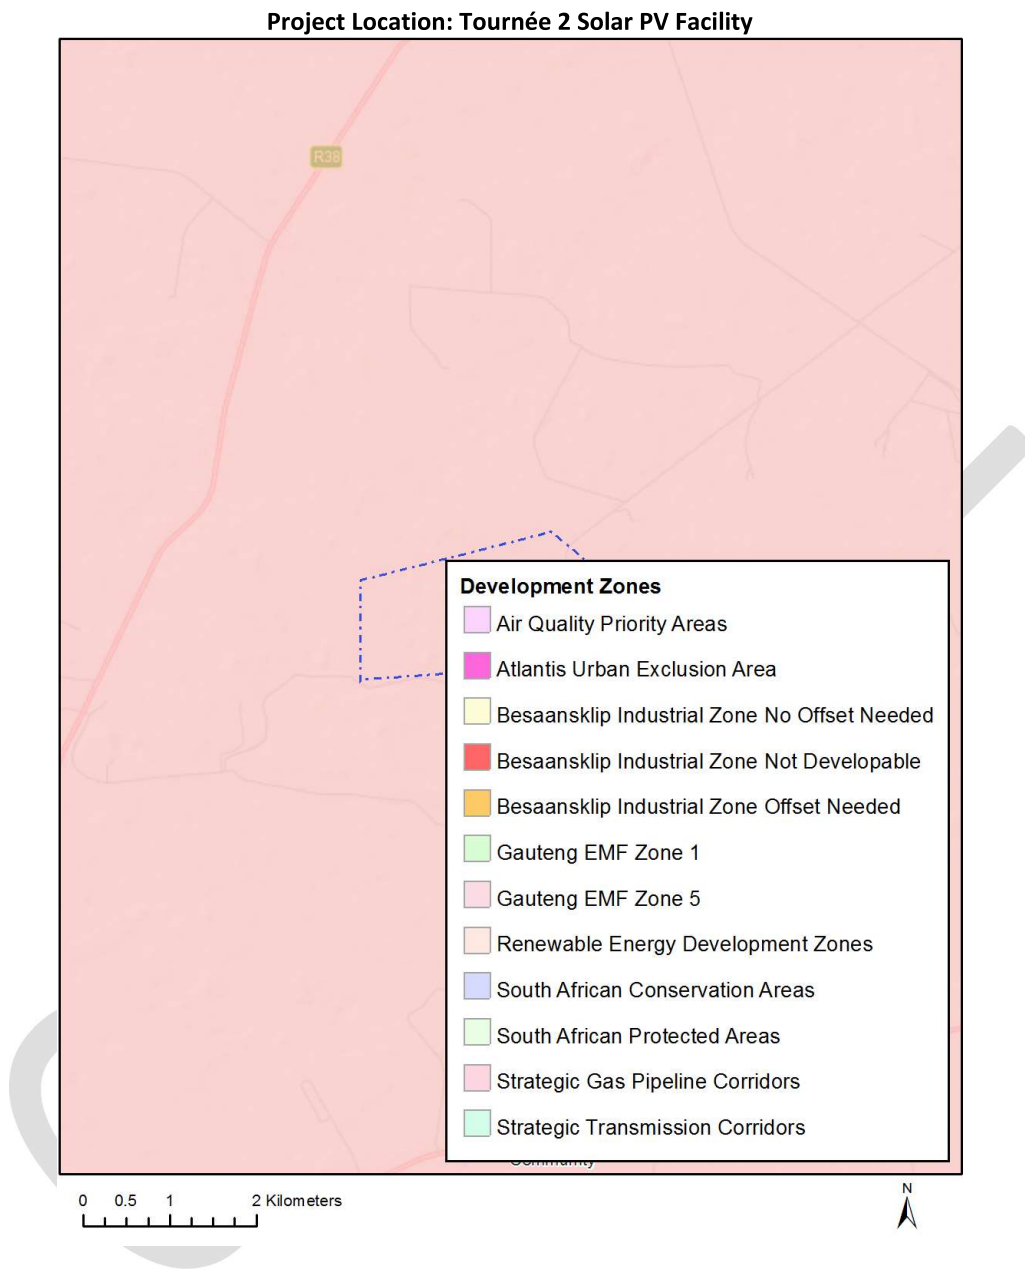 Project Location: Tournée 2 Solar PV Facility
R38
Development Zones
Air Quality Priority Areas
Atlantis Urban Exclusion Area
Besaansklip Industrial Zone No Offset Needed
Besaansklip Industrial Zone Not Developable
Besaansklip Industrial Zone Offset Needed
Gauteng EMF Zone 1
Gauteng EMF Zone 5
Renewable Energy Development Zones
South African Conservation Areas
South African Protected Areas
Strategic Gas Pipeline Corridors
Strategic Transmission Corridors
Community
0 0.5 1 2 Kilometers
N